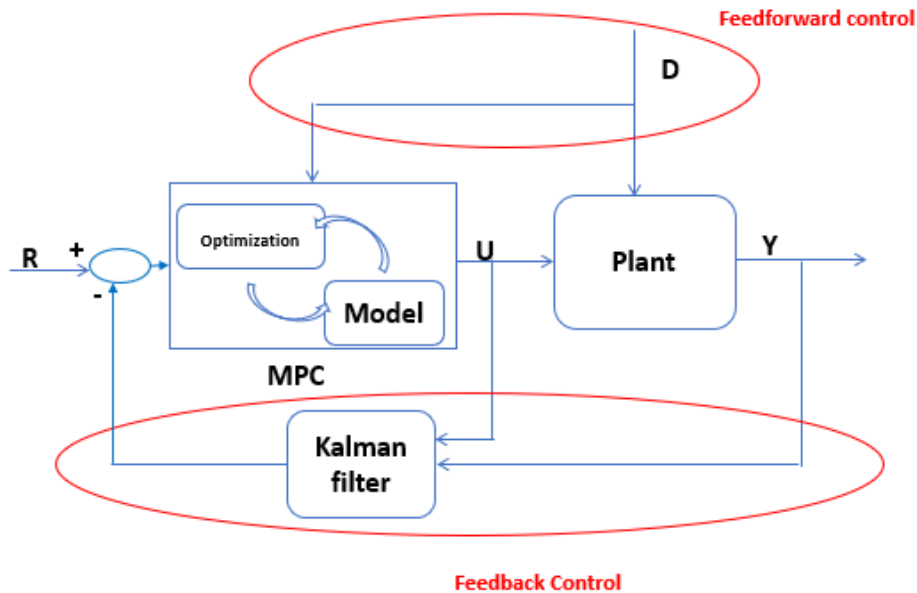 Feedforward control
D
Optimization
R
+
-
U
Plant
Y
Model
MPC
Kalman
filter
Feedback Control